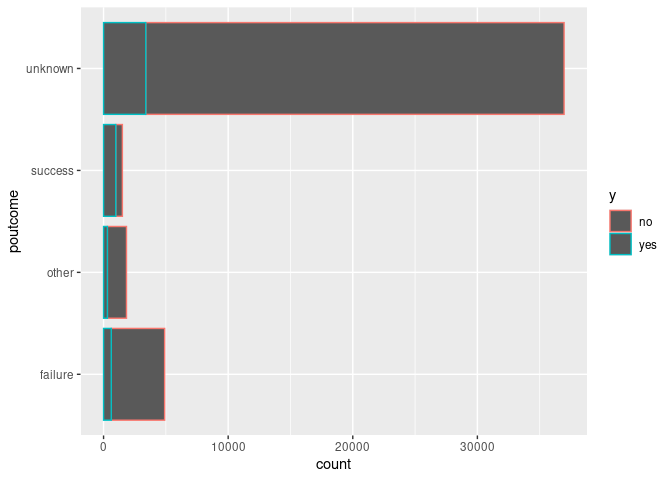 unknown
success
other
failure
poutcome
0 10000 20000 30000
count
y
no
yes